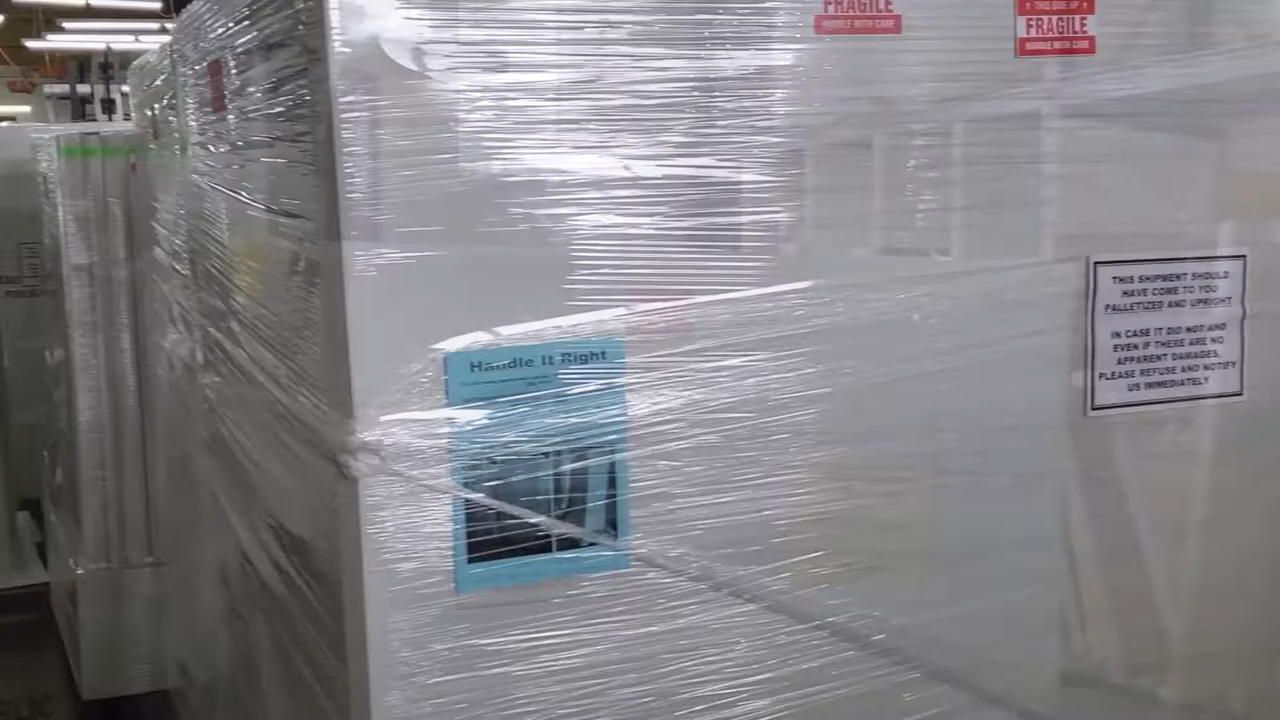 FRAGILE
HANDLE WITH CARE
THIS SIDE UP
FRAGILE
HANDLE WITH CARE
THIS SHIPMENT SHOULD
HAVE COME TO YOU
PALLETIZED AND UPRIGHT
IN CASE IT DID NOT AND
EVEN IF THERE ARE NO
APPARENT DAMAGES,
PLEASE REFUSE AND NOTIFY
US IMMEDIATELY
Handle It Right